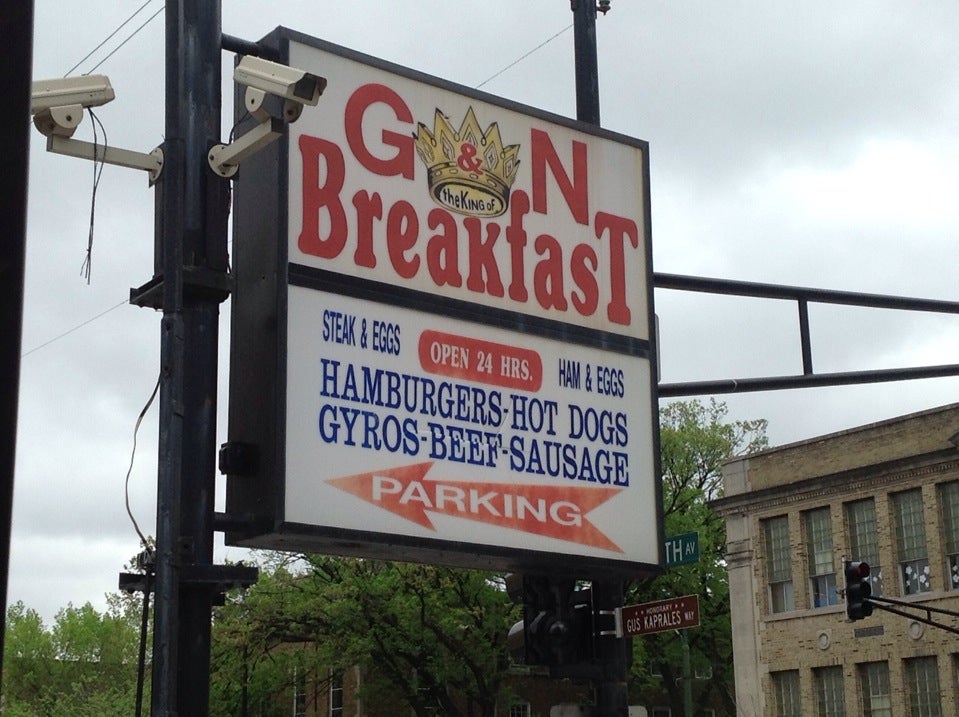 G & N
the KING of
Breakfast
STEAK & EGGS
OPEN 24 HRS.
HAM & EGGS
HAMBURGERS-HOT DOGS
GYROS-BEEF-SAUSAGE
PARKING
TH AV
HONORARY
GUS KAPRALES WAY